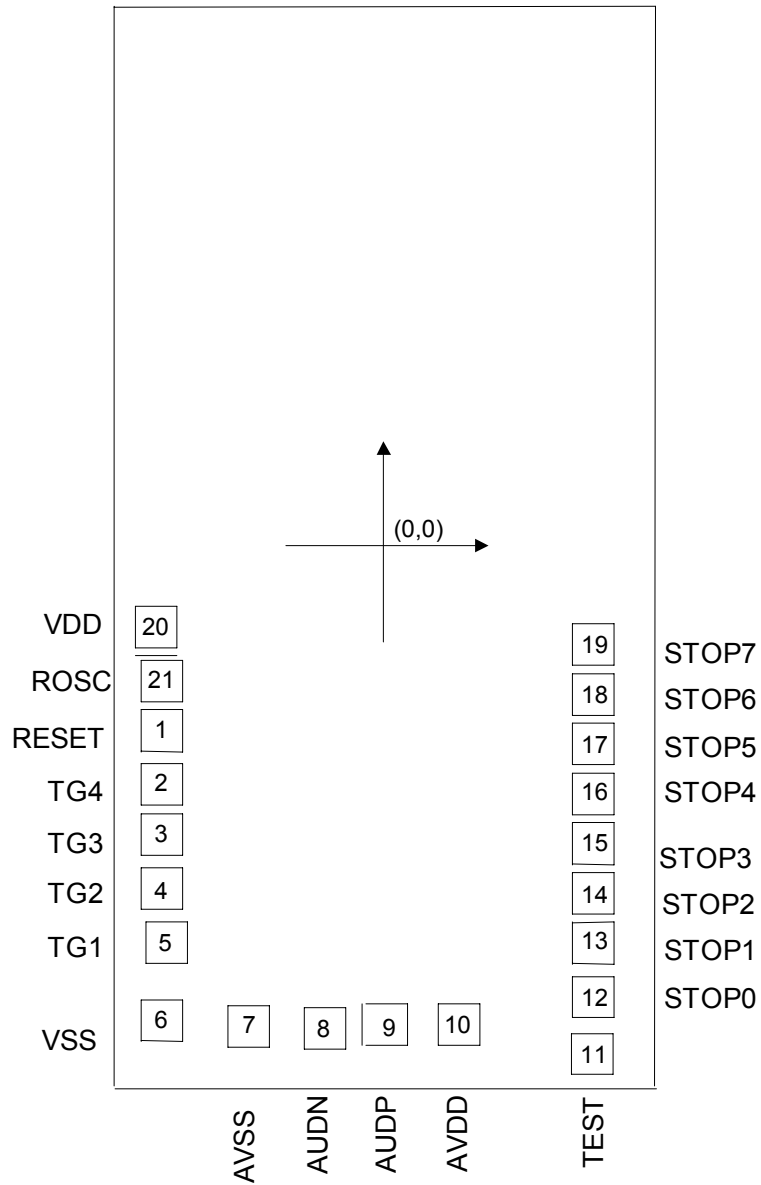 (0,0)
VDD 20 19 STOP7
ROSC 21 18 STOP6
RESET 1 17 STOP5
TG4 2 16 STOP4
TG3 3 15 STOP3
TG2 4 14 STOP2
TG1 5 13 STOP1
VSS 6 7 8 9 10 12 STOP0
11
AVSS AUDN AUDP AVDD TEST